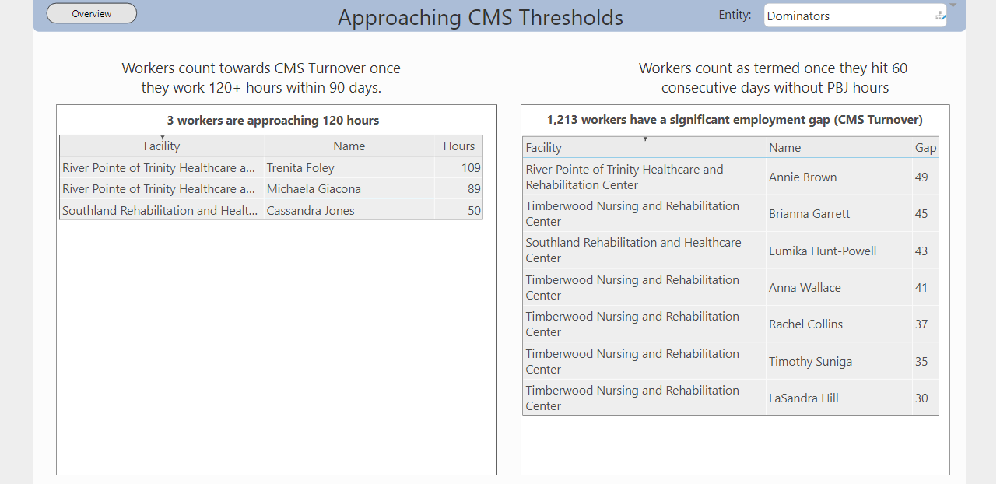 Overview
Approaching CMS Thresholds
Entity:
Dominators
Workers count towards CMS Turnover once
they work 120+ hours within 90 days.
3 workers are approaching 120 hours
Facility Name Hours
River Pointe of Trinity Healthcare a... Trenita Foley 109
River Pointe of Trinity Healthcare a... Michaela Giacona 89
Southland Rehabilitation and Healt... Cassandra Jones 50
Workers count as termed once they hit 60
consecutive days without PBJ hours
1,213 workers have a significant employment gap (CMS Turnover)
Facility Name Gap
River Pointe of Trinity Healthcare and
Rehabilitation Center
Annie Brown 49
Timberwood Nursing and Rehabilitation
Center
Brianna Garrett 45
Southland Rehabilitation and Healthcare
Center
Eumika Hunt-Powell 43
Timberwood Nursing and Rehabilitation
Center
Anna Wallace 41
Timberwood Nursing and Rehabilitation
Center
Rachel Collins 37
Timberwood Nursing and Rehabilitation
Center
Timothy Suniga 35
Timberwood Nursing and Rehabilitation
Center
LaSandra Hill 30